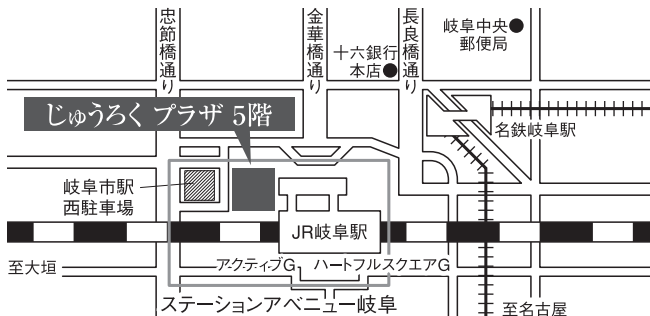 忠節橋通り
金華橋通り
長良橋通り
岐阜中央
郵便局
十六銀行
本店
じゅうろく プラザ 5階
名鉄岐阜駅
岐阜市駅
西駐車場
JR岐阜駅
至大垣
アクティブG
ハートフルスクエアG
ステーションアベニュー岐阜
至名古屋